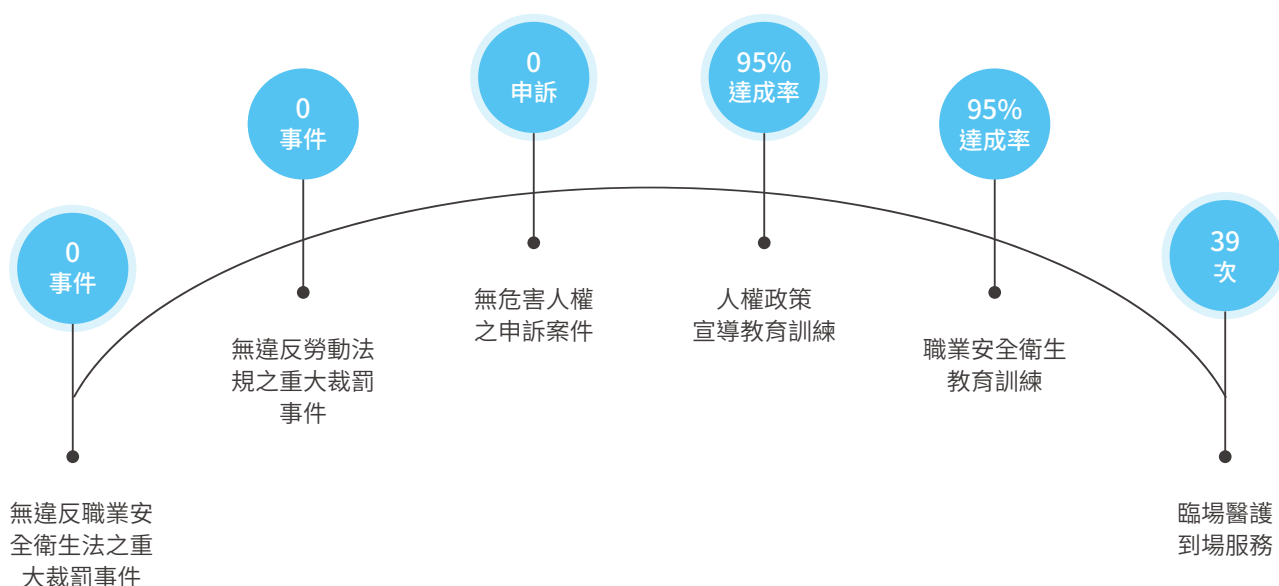 0
事件
無違反職業安
全衛生法之重
大裁罰事件
0
事件
無違反勞動法
規之重大裁罰
事件
0
申訴
無危害人權
之申訴案件
95%
達成率
人權政策
宣導教育訓練
95%
達成率
職業安全衛生
教育訓練
39
次
臨場醫護
到場服務